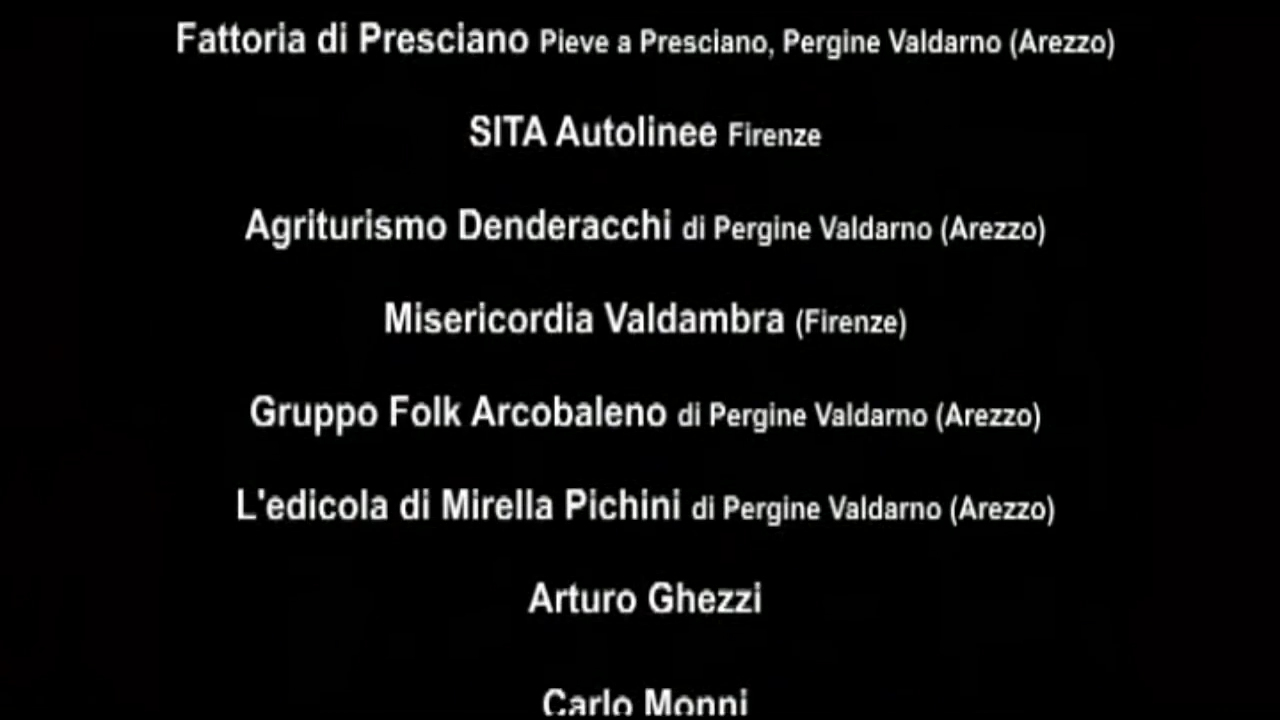 Fattoria di Presciano Pieve a Presciano, Pergine Valdarno (Arezzo)
SITA Autolinee Firenze
Agriturismo Denderacchi di Pergine Valdarno (Arezzo)
Misericordia Valdambra (Firenze)
Gruppo Folk Arcobaleno di Pergine Valdarno (Arezzo)
L'edicola di Mirella Pichini di Pergine Valdarno (Arezzo)
Arturo Ghezzi
Carlo Monni